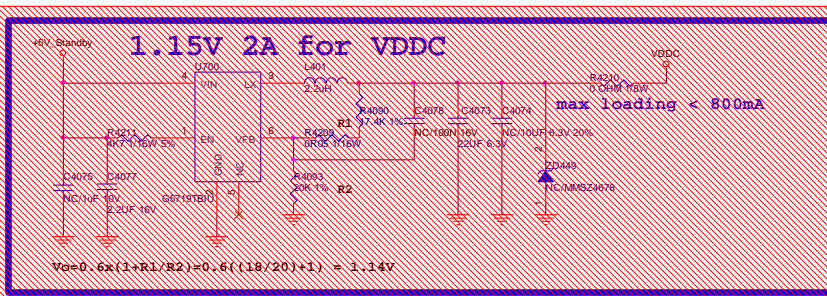 1.15V 2A for VDDC
+5V_Standby
VDDC
U700
L401
2.2uH
4
VIN
LX
3
R4210
0 OHM 1/8W
max loading < 800mA
R4090
17.4K 1%
R1
C4078
NC/100N 16V
C4073
22UF 6.3V
C4074
NC/10UF 6.3V 20%
R4211
4K7 1/16W 5%
1
EN
VFB
6
R4209
0R05 1/16W
GND
NC
2
5
G5719TB1U
C4075
NC/1uF 10V
C4077
2.2UF 16V
R4093
20K 1%
R2
2
ZD449
NC/MMSZ4678
1
Vo=0.6x(1+R1/R2)=0.6((18/20)+1) = 1.14V